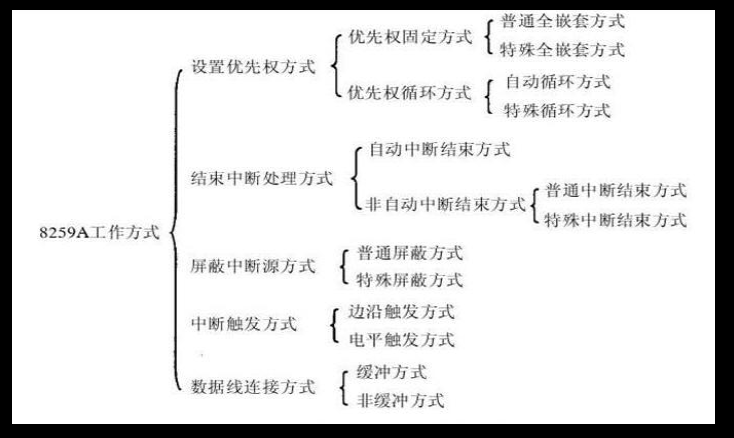 8259A工作方式
设置优先权方式
优先权固定方式
普通全嵌套方式
特殊全嵌套方式
优先权循环方式
自动循环方式
特殊循环方式
结束中断处理方式
自动中断结束方式
非自动中断结束方式
普通中断结束方式
特殊中断结束方式
屏蔽中断源方式
普通屏蔽方式
特殊屏蔽方式
中断触发方式
边沿触发方式
电平触发方式
数据线连接方式
缓冲方式
非缓冲方式